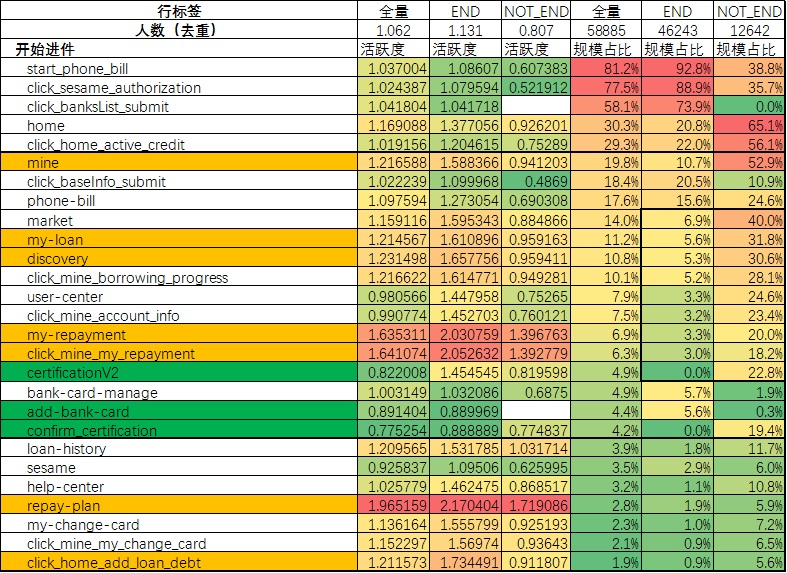 行标签 全量 END NOT_END 全量 END NOT_END
人数（去重） 1.062 1.131 0.807 58885 46243 12642
开始进件 活跃度 活跃度 活跃度 规模占比 规模占比 规模占比
start_phone_bill 1.037004 1.08607 0.607383 81.2% 92.8% 38.8%
click_sesame_authorization 1.024387 1.079594 0.521912 77.5% 88.9% 35.7%
click_banksList_submit 1.041804 1.041718 58.1% 73.9% 0.0%
home 1.169088 1.377056 0.926201 30.3% 20.8% 65.1%
click_home_active_credit 1.019156 1.204615 0.75289 29.3% 22.0% 56.1%
mine 1.216588 1.588366 0.941203 19.8% 10.7% 52.9%
click_baseInfo_submit 1.022239 1.099968 0.4869 18.4% 20.5% 10.9%
phone-bill 1.097594 1.273054 0.690308 17.6% 15.6% 24.6%
market 1.159116 1.595343 0.884866 14.0% 6.9% 40.0%
my-loan 1.214567 1.610896 0.959163 11.2% 5.6% 31.8%
discovery 1.231498 1.657756 0.959411 10.8% 5.3% 30.6%
click_mine_borrowing_progress 1.216622 1.614771 0.949281 10.1% 5.2% 28.1%
user-center 0.980566 1.447958 0.75265 7.9% 3.3% 24.6%
click_mine_account_info 0.990774 1.452703 0.760121 7.5% 3.2% 23.4%
my-repayment 1.635311 2.030759 1.396763 6.9% 3.3% 20.0%
click_mine_my_repayment 1.641074 2.052632 1.392779 6.3% 3.0% 18.2%
certificationV2 0.822008 1.454545 0.819598 4.9% 0.0% 22.8%
bank-card-manage 1.003149 1.032086 0.6875 4.9% 5.7% 1.9%
add-bank-card 0.891404 0.889969 4.4% 5.6% 0.3%
confirm_certification 0.775254 0.888889 0.774837 4.2% 0.0% 19.4%
loan-history 1.209565 1.531785 1.031714 3.9% 1.8% 11.7%
sesame 0.925837 1.09506 0.625995 3.5% 2.9% 6.0%
help-center 1.025779 1.462475 0.868517 3.2% 1.1% 10.8%
repay-plan 1.965159 2.170404 1.719086 2.8% 1.9% 5.9%
my-change-card 1.136164 1.555799 0.925193 2.3% 1.0% 7.2%
click_mine_my_change_card 1.152297 1.56974 0.93643 2.1% 0.9% 6.5%
click_home_add_loan_debt 1.211573 1.734491 0.911807 1.9% 0.9% 5.6%